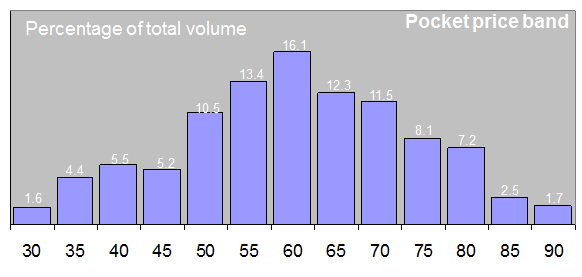 Pocket price band
Percentage of total volume
1.6 4.4 5.5 5.2 10.5 13.4 16.1 12.3 11.5 8.1 7.2 2.5 1.7
30 35 40 45 50 55 60 65 70 75 80 85 90